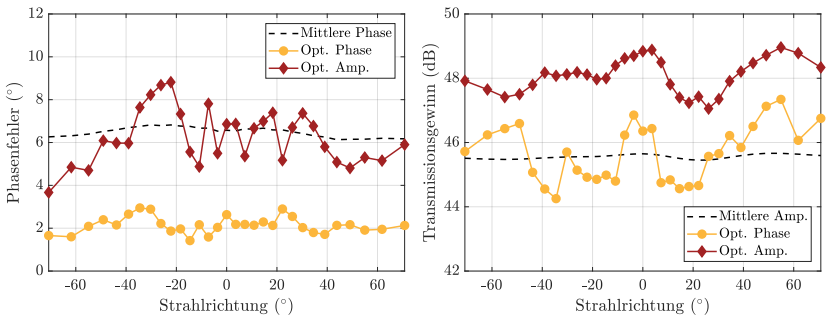 12
10
8
6
4
2
0
Phasenfehler (°)
Mittlere Phase
Opt. Phase
Opt. Amp.
-60 -40 -20 0 20 40 60
Strahlrichtung (°)
50
48
46
44
42
Transmissionsgewinn (dB)
Mittlere Amp.
Opt. Phase
Opt. Amp.
-60 -40 -20 0 20 40 60
Strahlrichtung (°)